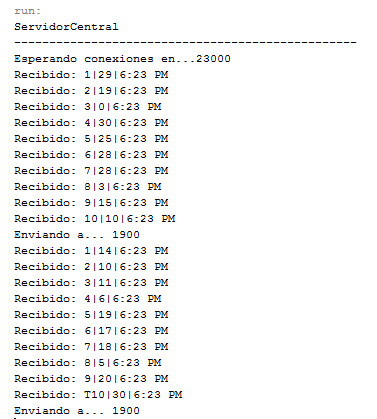 run:
ServidorCentral
-------------------------------------------------
Esperando conexiones en...23000
Recibido: 1|29|6:23 PM
Recibido: 2|19|6:23 PM
Recibido: 3|0|6:23 PM
Recibido: 4|30|6:23 PM
Recibido: 5|25|6:23 PM
Recibido: 6|28|6:23 PM
Recibido: 7|28|6:23 PM
Recibido: 8|3|6:23 PM
Recibido: 9|15|6:23 PM
Recibido: 10|10|6:23 PM
Enviando a... 1900
Recibido: 1|14|6:23 PM
Recibido: 2|10|6:23 PM
Recibido: 3|11|6:23 PM
Recibido: 4|6|6:23 PM
Recibido: 5|19|6:23 PM
Recibido: 6|17|6:23 PM
Recibido: 7|18|6:23 PM
Recibido: 8|5|6:23 PM
Recibido: 9|20|6:23 PM
Recibido: T10|30|6:23 PM
Enviando a... 1900